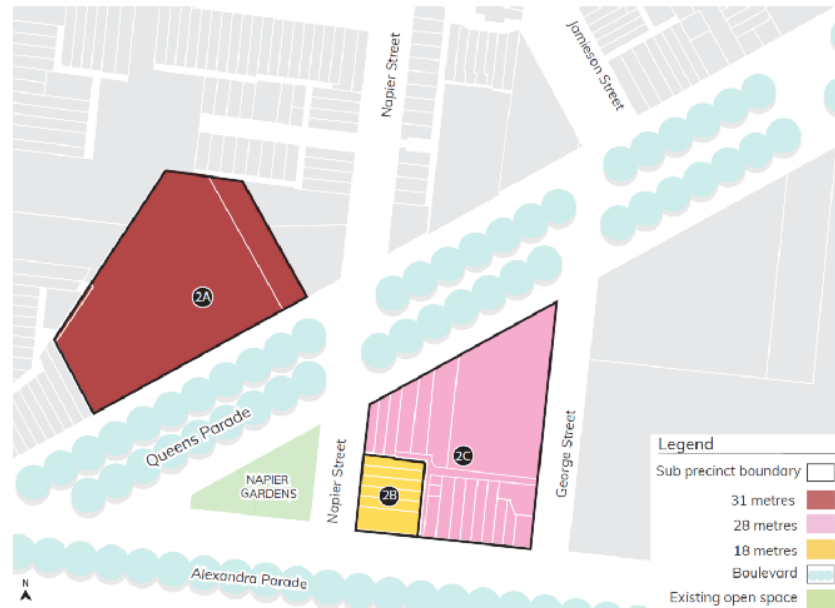 Napier Street
Jamieson Street
2A
Queens Parade
NAPIER
GARDENS
Napier Street
2B
2C
George Street
Alexandra Parade
N
Legend
Sub precinct boundary
31 metres
28 metres
18 metres
Boulevard
Existing open space